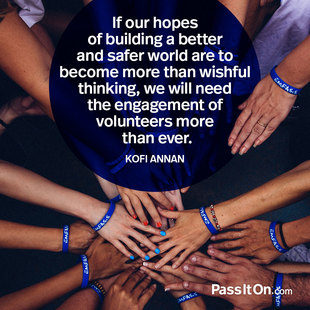 If our hopes
of building a better
and safer world are to
become more than wishful
thinking, we will need
the engagement of
volunteers more
than ever.
KOFI ANNAN
PassItOn.com